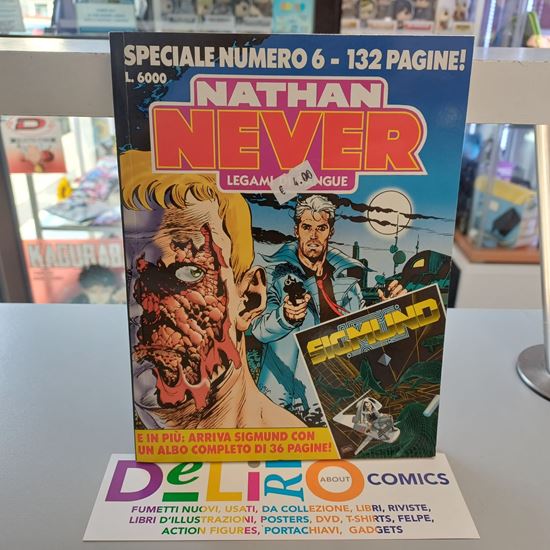 SPECIALE NUMERO 6 - 132 PAGINE!
L. 6000
NATHAN
NEVER
LEGAMI
NGUE
€ 4.00
SIGMUND
E IN PIÙ: ARRIVA SIGMUND CON
UN ALBO COMPLETO DI 36 PAGINE!
DeLiRiO
ABOUT
COMICS
FUMETTI NUOVI, USATI, DA COLLEZIONE, LIBRI, RIVISTE,
LIBRI D'ILLUSTRAZIONI, POSTERS, DVD, T-SHIRTS, FELPE,
ACTION FIGURES, PORTACHIAVI, GADGETS
KAGURABA